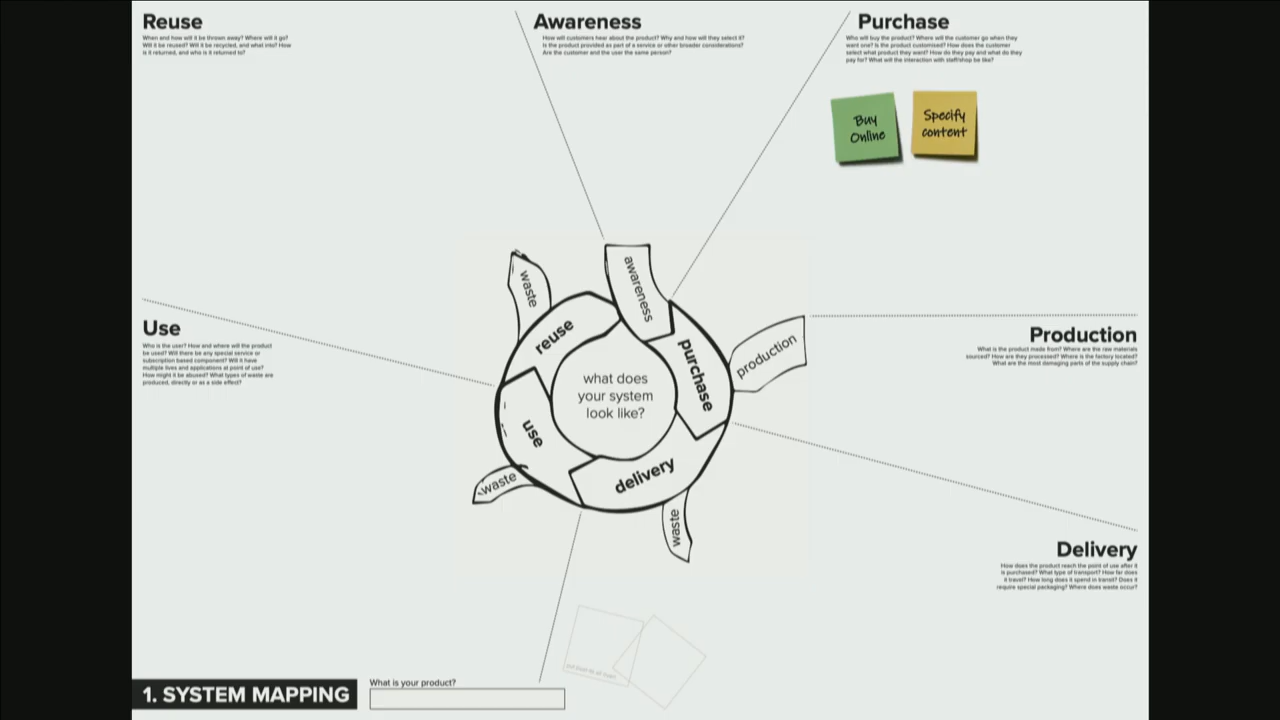 Reuse
When and how will it be thrown away? Where will it go?
Will it be reused? Will it be recycled, and what into? How
is it returned, and who is it returned to?
Awareness
How will customers hear about the product? Why and how will they select it?
Is the product provided as part of a service or other broader considerations?
Are the customer and the user the same person?
Purchase
Who will buy the product? Where will the customer go when they
want one? Is the product customised? How does the customer
select what product they want? How do they pay and what do they
pay for? What will the interaction with staff/shop be like?
Buy
Online
Specify
content
waste
awareness
reuse
purchase
production
what does
your system
look like?
use
delivery
waste
waste
Use
Who is the user? How and where will the product
be used? Will there be any special service or
subscription based component? Will it have
multiple lives and applications at point of use?
How might it be abused? What types of waste are
produced, directly or as a side effect?
Production
What is the product made from? Where are the raw materials
sourced? How are they processed? Where is the factory located?
What are the most damaging parts of the supply chain?
Delivery
How does the product reach the point of use after it
is purchased? What type of transport? How far does
it travel? How long does it spend in transit? Does it
require special packaging? Where does waste occur?
1. SYSTEM MAPPING
What is your product?